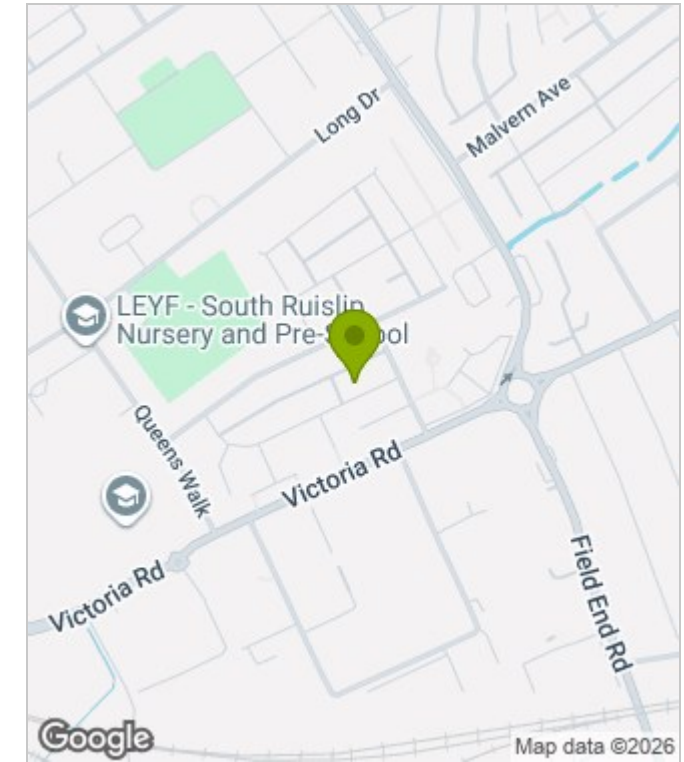 Long Dr
Malvern Ave
LEYF - South Ruislip
Nursery and Pre-School
Queens Walk
Victoria Rd
Victoria Rd
Field End Rd
Google
Map data ©2026